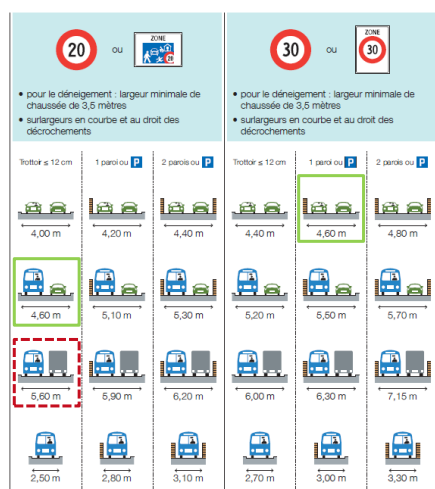 20 ou ZONE 20
• pour le déneigement : largeur minimale de
chaussée de 3,5 mètres
• surlargeurs en courbe et au droit des
décrochements
30 ou ZONE 30
• pour le déneigement : largeur minimale de
chaussée de 3,5 mètres
• surlargeurs en courbe et au droit des
décrochements
Trottoir ≤ 12 cm 1 paroi ou P 2 parois ou P Trottoir ≤ 12 cm 1 paroi ou P 2 parois ou P
4,00 m 4,20 m 4,40 m 4,40 m 4,60 m 4,80 m
4,60 m 5,10 m 5,30 m 5,20 m 5,50 m 5,70 m
5,60 m 5,90 m 6,20 m 6,00 m 6,30 m 7,15 m
2,50 m 2,80 m 3,10 m 2,70 m 3,00 m 3,30 m